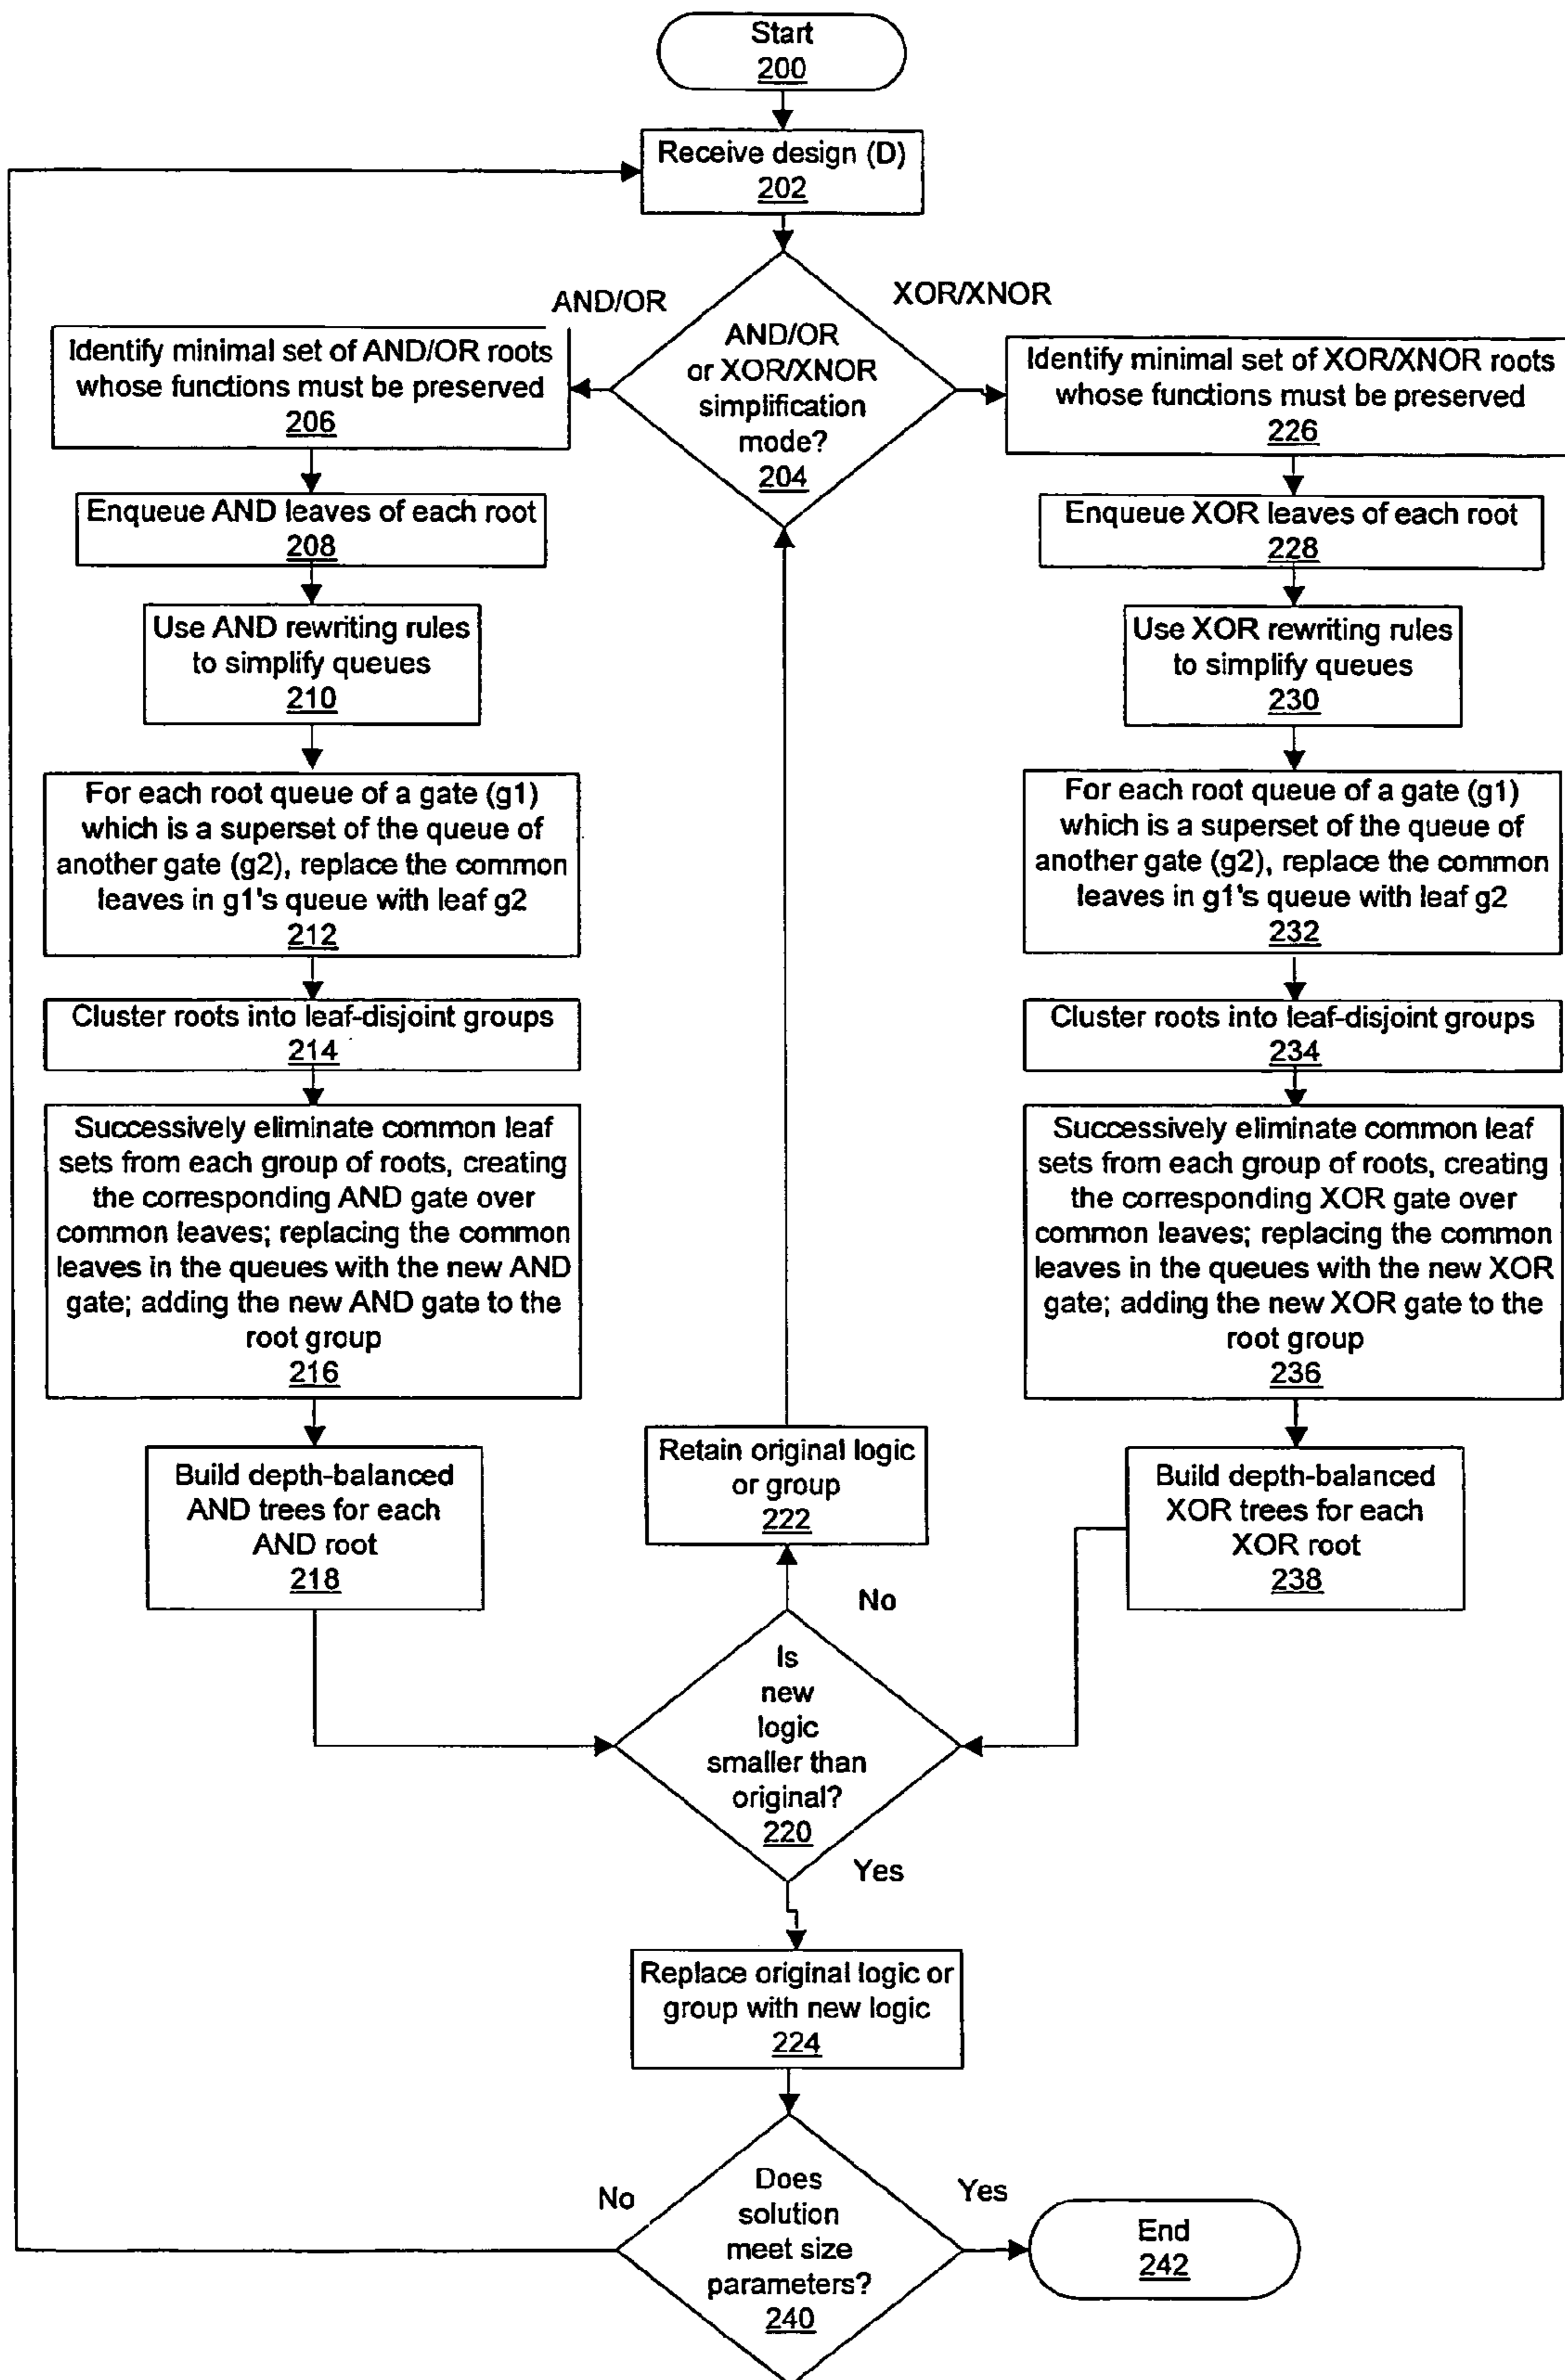 Start
200
Receive design (D)
202
AND/OR
XOR/XNOR
AND/OR
or XOR/XNOR
simplification
mode?
204
Identify minimal set of AND/OR roots
whose functions must be preserved
206
Enqueue AND leaves of each root
208
Use AND rewriting rules
to simplify queues
210
For each root queue of a gate (g1)
which is a superset of the queue of
another gate (g2), replace the common
leaves in g1's queue with leaf g2
212
Cluster roots into leaf-disjoint groups
214
Successively eliminate common leaf
sets from each group of roots, creating
the corresponding AND gate over
common leaves; replacing the common
leaves in the queues with the new AND
gate; adding the new AND gate to the
root group
216
Build depth-balanced
AND trees for each
AND root
218
Identify minimal set of XOR/XNOR roots
whose functions must be preserved
226
Enqueue XOR leaves of each root
228
Use XOR rewriting rules
to simplify queues
230
For each root queue of a gate (g1)
which is a superset of the queue of
another gate (g2), replace the common
leaves in g1's queue with leaf g2
232
Cluster roots into leaf-disjoint groups
234
Successively eliminate common leaf
sets from each group of roots, creating
the corresponding XOR gate over
common leaves; replacing the common
leaves in the queues with the new XOR
gate; adding the new XOR gate to the
root group
236
Build depth-balanced
XOR trees for each
XOR root
238
Retain original logic
or group
222
No
Is
new
logic
smaller than
original?
220
Yes
Replace original logic or
group with new logic
224
No
Does
solution
meet size
parameters?
240
Yes
End
242